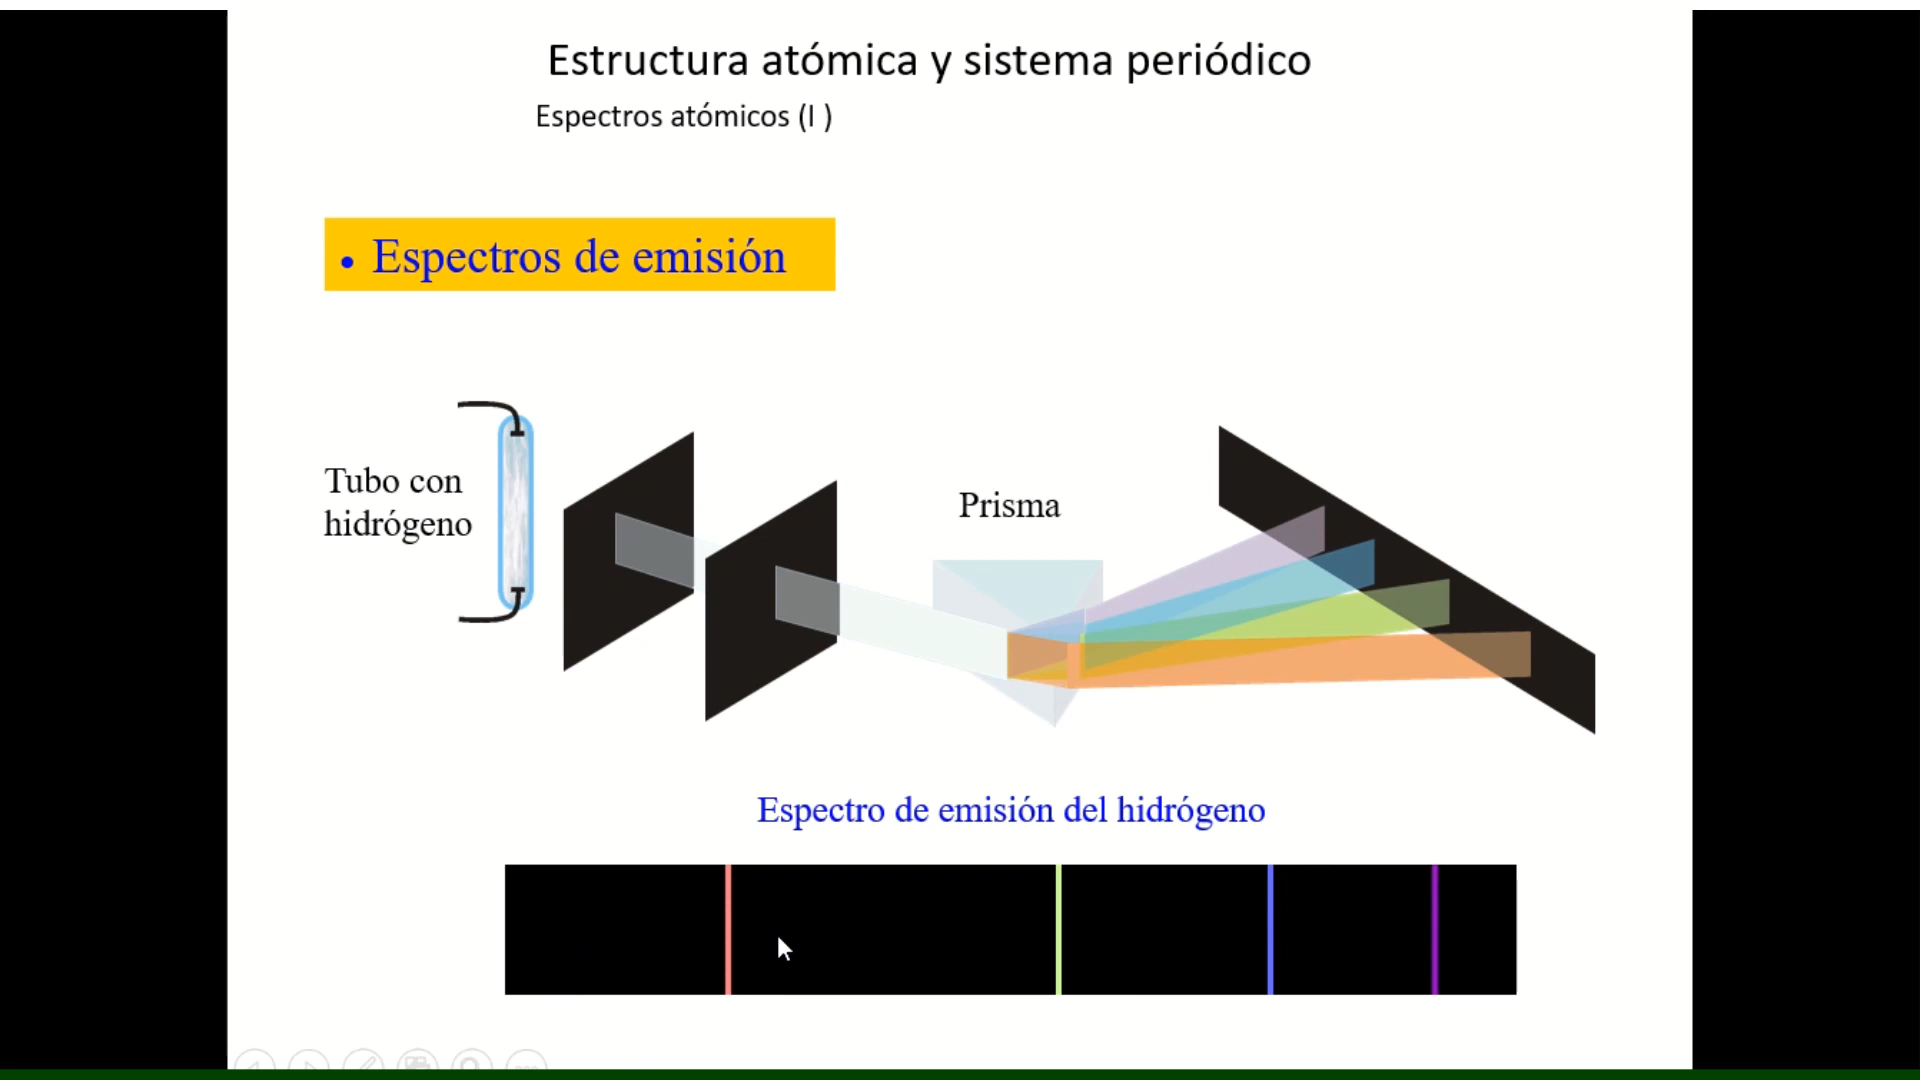 Estructura atómica y sistema periódico
Espectros atómicos (I )
• Espectros de emisión
Tubo con
hidrógeno
Prisma
Espectro de emisión del hidrógeno